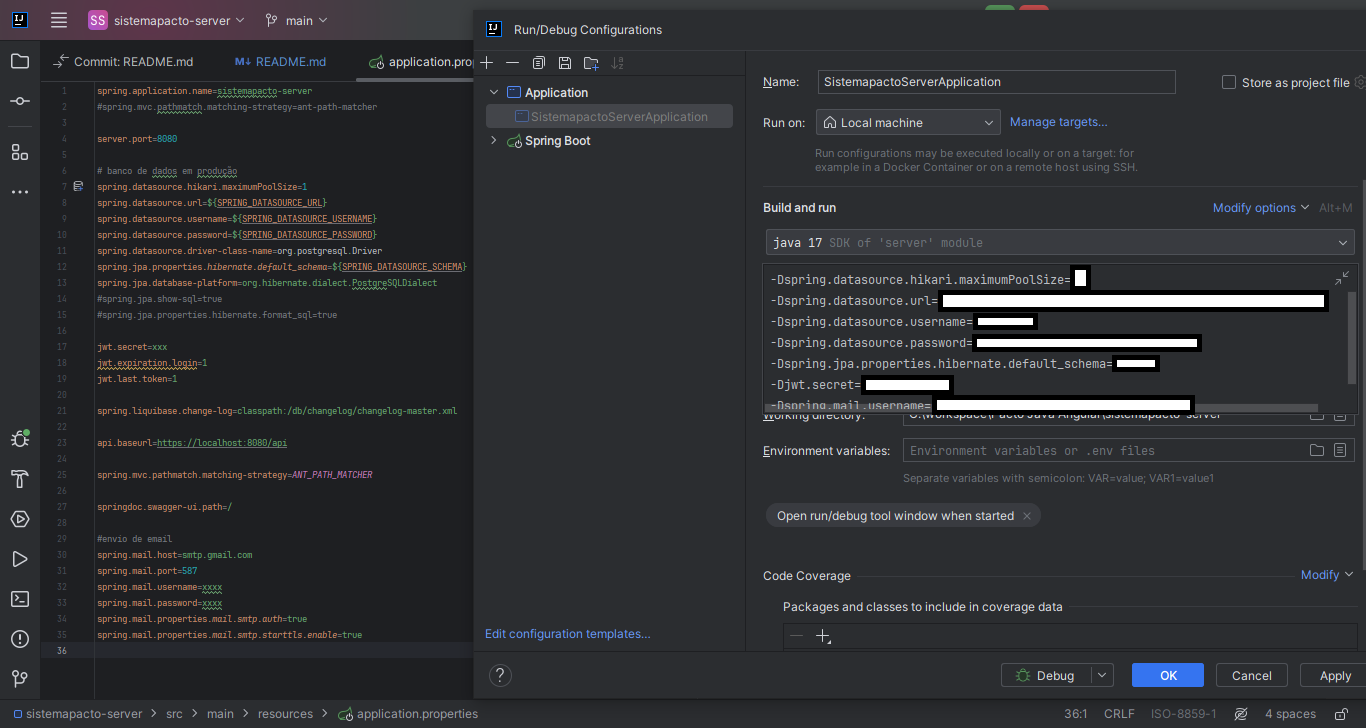 SS sistemapacto-server main
Commit: README.md
M↓ README.md
application.pro
1 spring.application.name=sistemapacto-server
2 #spring.mvc.pathmatch.matching-strategy=ant-path-matcher
3
4 server.port=8080
5
6 # banco de dados em produção
7 spring.datasource.hikari.maximumPoolSize=1
8 spring.datasource.url=${SPRING_DATASOURCE_URL}
9 spring.datasource.username=${SPRING_DATASOURCE_USERNAME}
10 spring.datasource.password=${SPRING_DATASOURCE_PASSWORD}
11 spring.datasource.driver-class-name=org.postgresql.Driver
12 spring.jpa.properties.hibernate.default_schema=${SPRING_DATASOURCE_SCHEMA}
13 spring.jpa.database-platform=org.hibernate.dialect.PostgreSQLDialect
14 #spring.jpa.show-sql=true
15 #spring.jpa.properties.hibernate.format_sql=true
16
17 jwt.secret=xxx
18 jwt.expiration.login=1
19 jwt.last.token=1
20
21 spring.liquibase.change-log=classpath:/db/changelog/changelog-master.xml
22
23 api.baseurl=https://localhost:8080/api
24
25 spring.mvc.pathmatch.matching-strategy=ANT_PATH_MATCHER
26
27 springdoc.swagger-ui.path=/
28
29 #envio de email
30 spring.mail.host=smtp.gmail.com
31 spring.mail.port=587
32 spring.mail.username=xxxx
33 spring.mail.password=xxxx
34 spring.mail.properties.mail.smtp.auth=true
35 spring.mail.properties.mail.smtp.starttls.enable=true
36
Run/Debug Configurations
Application
SistemapactoServerApplication
Spring Boot
Edit configuration templates...
Name: SistemapactoServerApplication
Store as project file
Run on: Local machine Manage targets...
Run configurations may be executed locally or on a target: for
example in a Docker Container or on a remote host using SSH.
Build and run
Modify options Alt+M
java 17 SDK of 'server' module
-Dspring.datasource.hikari.maximumPoolSize=
-Dspring.datasource.url=
-Dspring.datasource.username=
-Dspring.datasource.password=
-Dspring.jpa.properties.hibernate.default_schema=
-Djwt.secret=
-Dspring.mail.username=
Working directory: C:\workspace\Pacto Java Angular\sistemapacto-server
Environment variables: Environment variables or .env files
Separate variables with semicolon: VAR=value; VAR1=value1
Open run/debug tool window when started
Code Coverage
Modify
Packages and classes to include in coverage data
? Debug OK Cancel Apply
sistemapacto-server > src > main > resources > application.properties
36:1 CRLF ISO-8859-1 4 spaces